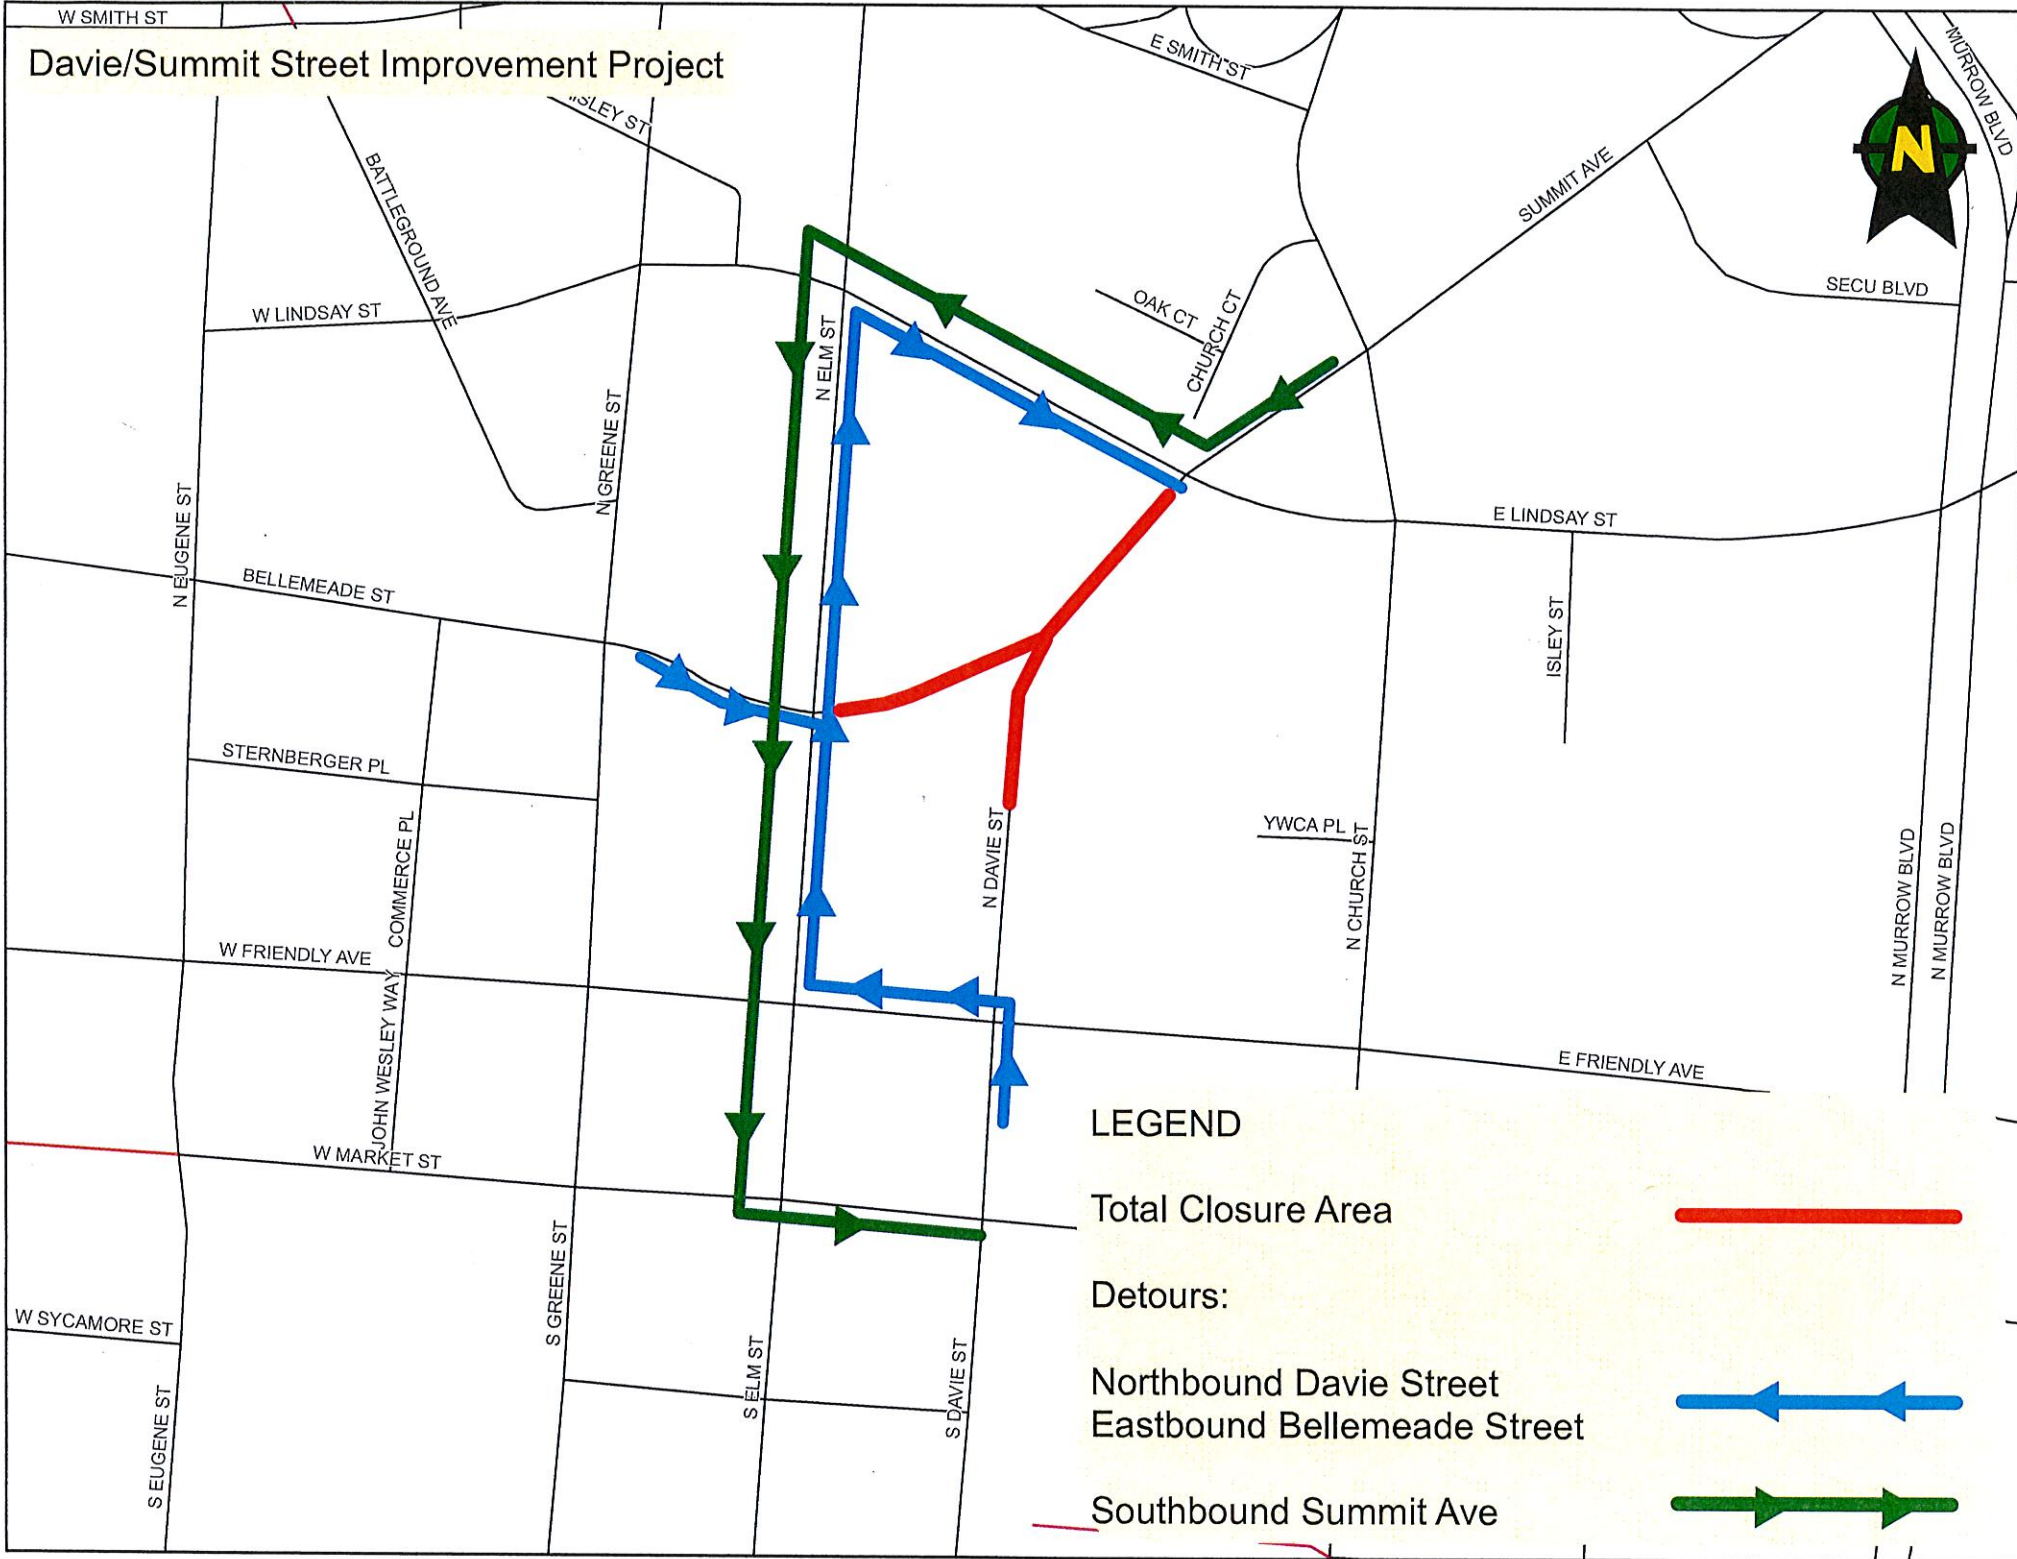 W SMITH ST
Davie/Summit Street Improvement Project
E SMITH ST
MURROW BLVD
N
BATTLEGROUND AVE
SUMMIT AVE
W LINDSAY ST
N ELM ST
OAK CT
CHURCH CT
SECU BLVD
N GREENE ST
N EUGENE ST
BELLEMEADE ST
E LINDSAY ST
ISLEY ST
STERNBERGER PL
COMMERCE PL
N DAVIE ST
YWCA PL
N CHURCH ST
N MURROW BLVD
N MURROW BLVD
W FRIENDLY AVE
JOHN WESLEY WAY
E FRIENDLY AVE
W MARKET ST
S GREENE ST
W SYCAMORE ST
S EUGENE ST
S ELM ST
S DAVIE ST
LEGEND
Total Closure Area
Detours:
Northbound Davie Street
Eastbound Bellemeade Street
Southbound Summit Ave